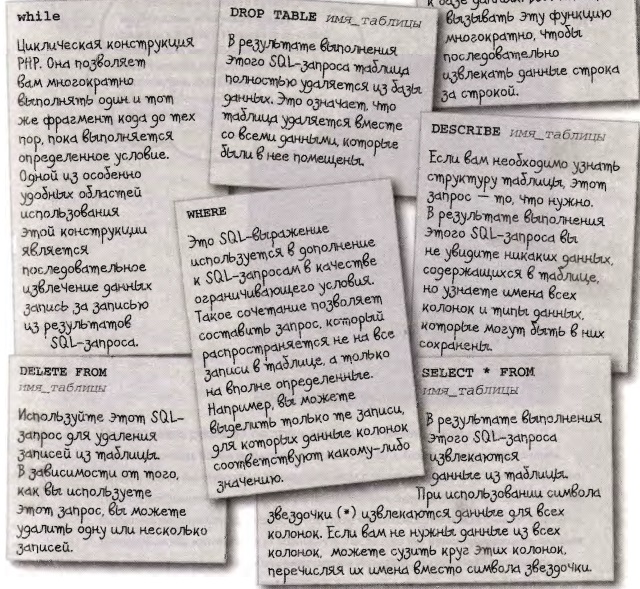 while
Циклическая конструкция
PHP. Она позволяет
вам многократно
выполнять один и тот
же фрагмент кода до тех
пор, пока выполняется
определенное условие.
Одной из особенно
удобных областей
использования
этой конструкции
является
последовательное
извлечение данных
запись за записью
из результатов
SQL-запроса.
DROP TABLE имя_таблицы
В результате выполнения
этого SQL-запроса таблица
полностью удаляется из базы
данных. Это означает, что
таблица удаляется вместе
со всеми данными, которые
были в нее помещены.
вызывать эту функцию
многократно, чтобы
последовательно
извлекать данные строка
за строкой.
DESCRIBE имя_таблицы
Если вам необходимо узнать
структуру таблицы, этот
запрос — то, что нужно.
В результате выполнения
этого SQL-запроса вы
не увидите никаких данных,
содержащихся в таблице,
но узнаете имена всех
колонок и типы данных,
которые могут быть в них
сохранены.
WHERE
Это SQL-выражение
используется в дополнение
к SQL-запросам в качестве
ограничивающего условия.
Такое сочетание позволяет
составить запрос, который
распространяется не на все
записи в таблице, а только
на вполне определенные.
Например, вы можете
выделить только те записи,
для которых данные колонок
соответствуют какому-либо
значению.
DELETE FROM
имя_таблицы
Используйте этот SQL-
запрос для удаления
записей из таблицы.
В зависимости от того,
как вы используете
этот запрос, вы можете
удалить одну или несколько
записей.
SELECT * FROM
имя_таблицы
В результате выполнения
этого SQL-запроса
извлекаются
данные из таблицы.
При использовании символа
звездочки (*) извлекаются данные для всех
колонок. Если вам не нужны данные из всех
колонок, можете сузить круг этих колонок,
перечисляя их имена вместо символа звездочки.